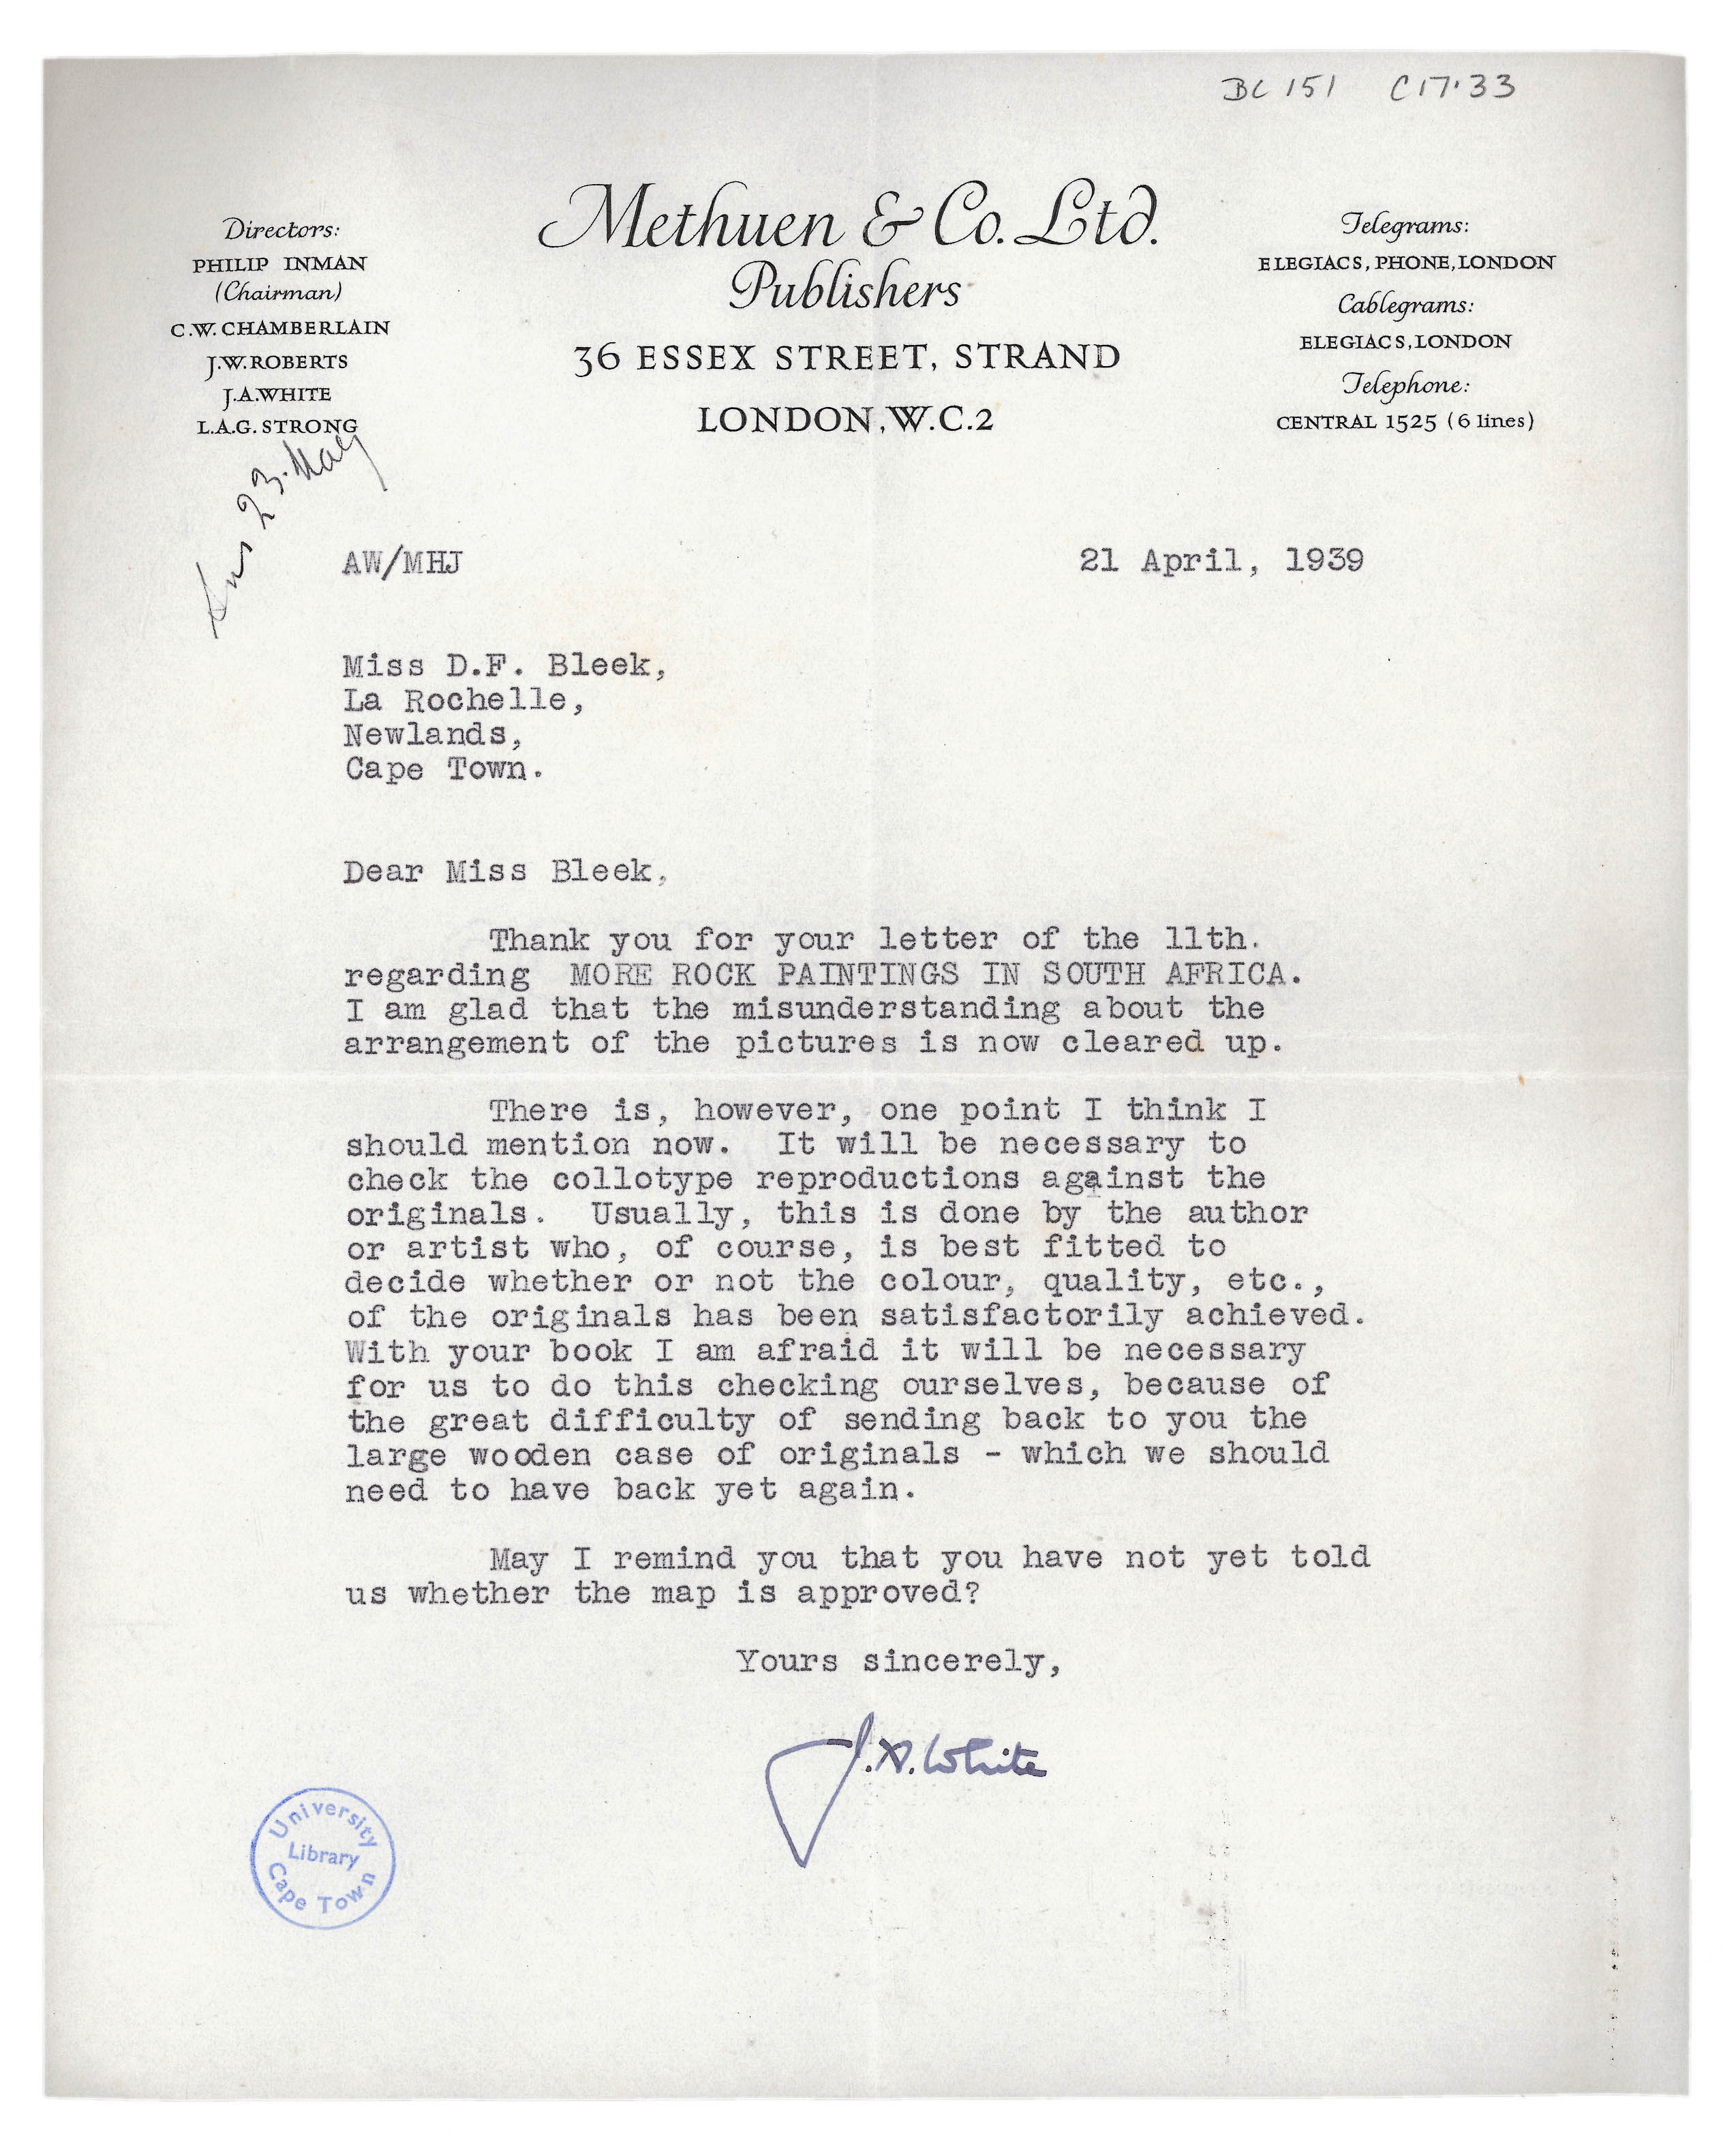 BC 151 C17.33
Methuen & Co. Ltd.
Publishers
36 ESSEX STREET, STRAND
LONDON, W.C.2
Directors:
PHILIP INMAN
(Chairman)
C.W. CHAMBERLAIN
J.W. ROBERTS
J.A. WHITE
L.A.G. STRONG
Telegrams:
ELEGIACS, PHONE, LONDON
Cablegrams:
ELEGIACS, LONDON
Telephone:
CENTRAL 1525 (6 lines)
Ans 23. May
AW/MHJ
21 April, 1939
Miss D.F. Bleek,
La Rochelle,
Newlands,
Cape Town.
Dear Miss Bleek,
Thank you for your letter of the 11th.
regarding MORE ROCK PAINTINGS IN SOUTH AFRICA.
I am glad that the misunderstanding about the
arrangement of the pictures is now cleared up.
There is, however, one point I think I
should mention now. It will be necessary to
check the collotype reproductions against the
originals. Usually, this is done by the author
or artist who, of course, is best fitted to
decide whether or not the colour, quality, etc.,
of the originals has been satisfactorily achieved.
With your book I am afraid it will be necessary
for us to do this checking ourselves, because of
the great difficulty of sending back to you the
large wooden case of originals - which we should
need to have back yet again.
May I remind you that you have not yet told
us whether the map is approved?
Yours sincerely,
J.A. White
University
Library
Cape Town